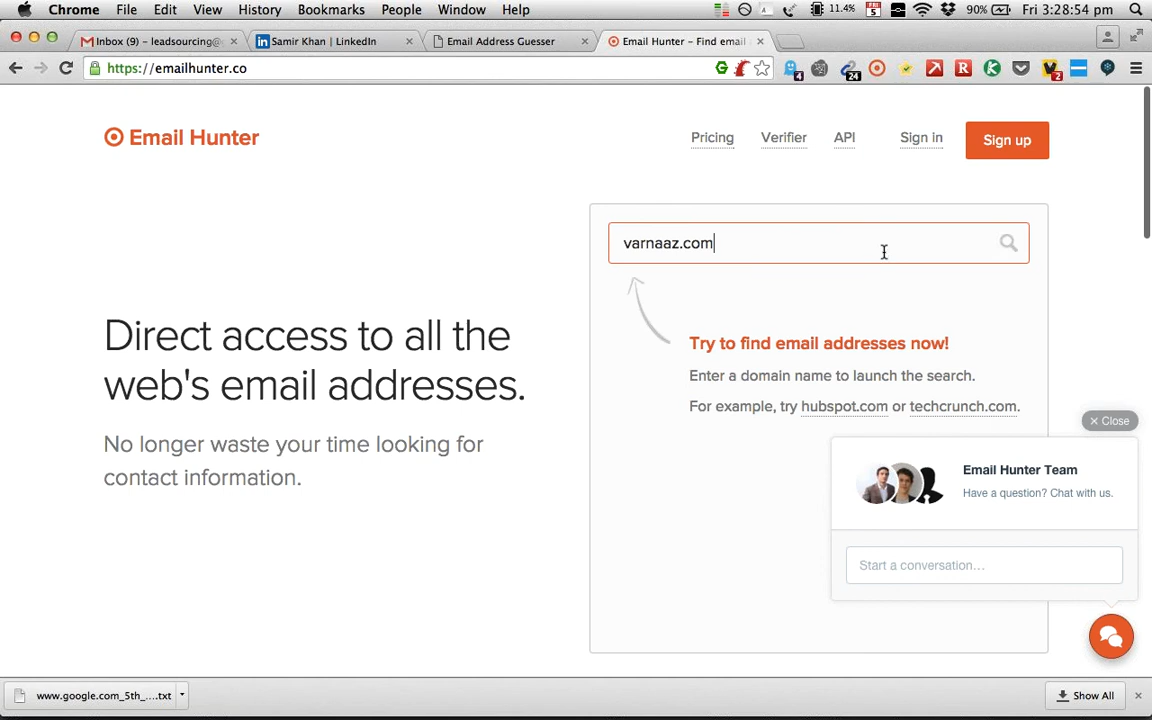 Chrome File Edit View History Bookmarks People Window Help 11.4% FRI 5 90% Fri 3:28:54 pm
Inbox (9) – leadsourcing@
Samir Khan | LinkedIn
Email Address Guesser
Email Hunter – Find email
https://emailhunter.co
4 24 R K 2
Email Hunter
Pricing Verifier API Sign in Sign up
varnaaz.com
Direct access to all the
web's email addresses.
No longer waste your time looking for
contact information.
Try to find email addresses now!
Enter a domain name to launch the search.
For example, try hubspot.com or techcrunch.com.
× Close
Email Hunter Team
Have a question? Chat with us.
Start a conversation...
www.google.com_5th_....txt
Show All